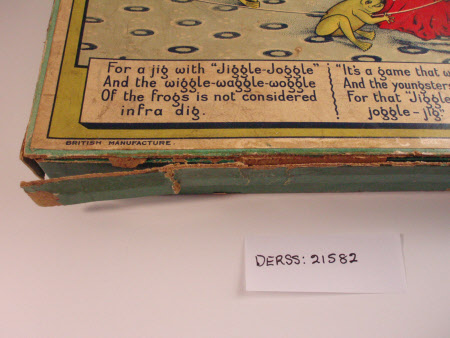 For a jig with "Jiggle-Joggle"
And the wiggle-waggle-woggle
Of the frogs is not considered
infra dig.
"It's a game that w
And the youngsters
For that "Jiggle
joggle-jig.
BRITISH MANUFACTURE.
DERSS: 21582